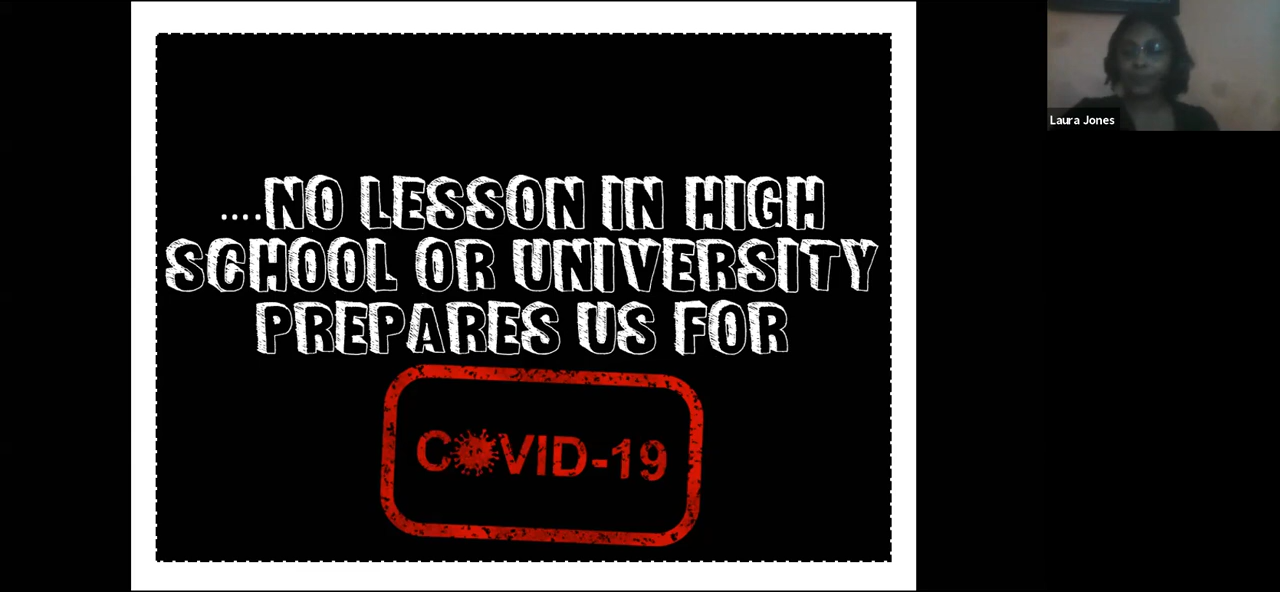 ....NO LESSON IN HIGH
SCHOOL OR UNIVERSITY
PREPARES US FOR
COVID-19
Laura Jones